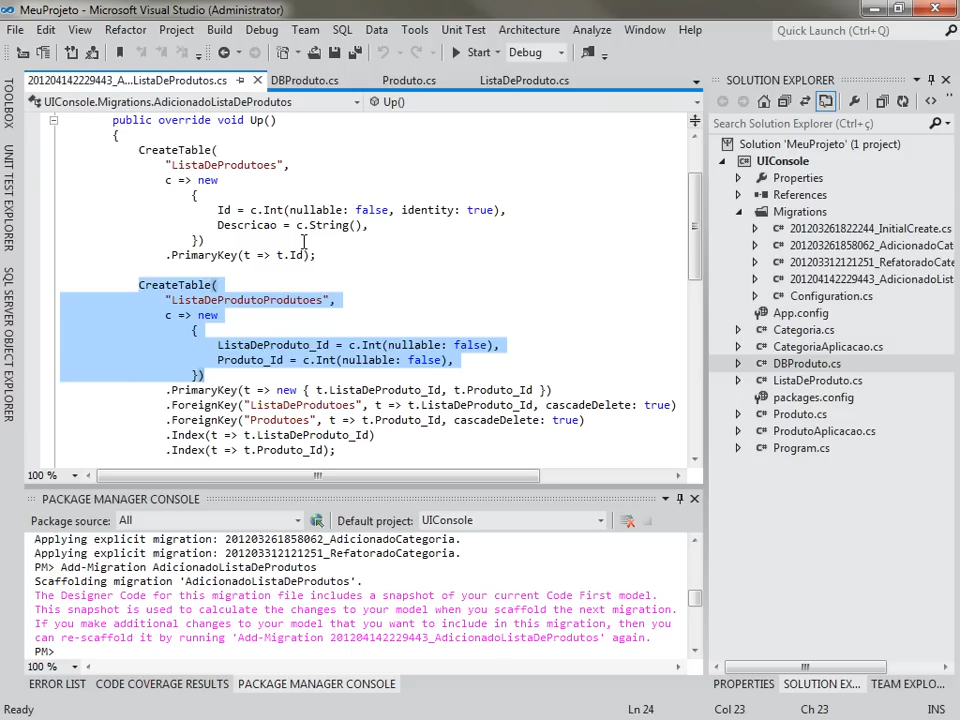 MeuProjeto - Microsoft Visual Studio (Administrator)
File Edit View Refactor Project Build Debug Team SQL Data Tools Unit Test Architecture Analyze Window Help Quick Launch (Ctrl+Q)
Start Debug
201204142229443_A...ListaDeProdutos.cs DBProduto.cs Produto.cs ListaDeProduto.cs
UIConsole.Migrations.AdicionadoListaDeProdutos Up()
public override void Up()
{
CreateTable(
"ListaDeProdutoes",
c => new
{
Id = c.Int(nullable: false, identity: true),
Descricao = c.String(),
})
.PrimaryKey(t => t.Id);
CreateTable(
"ListaDeProdutoProdutoes",
c => new
{
ListaDeProduto_Id = c.Int(nullable: false),
Produto_Id = c.Int(nullable: false),
})
.PrimaryKey(t => new { t.ListaDeProduto_Id, t.Produto_Id })
.ForeignKey("ListaDeProdutoes", t => t.ListaDeProduto_Id, cascadeDelete: true)
.ForeignKey("Produtoes", t => t.Produto_Id, cascadeDelete: true)
.Index(t => t.ListaDeProduto_Id)
.Index(t => t.Produto_Id);
100 %
TOOLBOX
UNIT TEST EXPLORER
SQL SERVER OBJECT EXPLORER
PACKAGE MANAGER CONSOLE
Package source: All Default project: UIConsole
Applying explicit migration: 201203261858062_AdicionadoCategoria.
Applying explicit migration: 201203312121251_RefatoradoCategoria.
PM> Add-Migration AdicionadoListaDeProdutos
Scaffolding migration 'AdicionadoListaDeProdutos'.
The Designer Code for this migration file includes a snapshot of your current Code First model.
This snapshot is used to calculate the changes to your model when you scaffold the next migration.
If you make additional changes to your model that you want to include in this migration, then you
can re-scaffold it by running 'Add-Migration 201204142229443_AdicionadoListaDeProdutos' again.
PM>
100 %
ERROR LIST CODE COVERAGE RESULTS PACKAGE MANAGER CONSOLE
SOLUTION EXPLORER
Search Solution Explorer (Ctrl+ç)
Solution 'MeuProjeto' (1 project)
UIConsole
Properties
References
Migrations
201203261822244_InitialCreate.cs
201203261858062_AdicionadoCa
201203312121251_RefatoradoCate
201204142229443_AdicionadoList
Configuration.cs
App.config
Categoria.cs
CategoriaAplicacao.cs
DBProduto.cs
ListaDeProduto.cs
packages.config
Produto.cs
ProdutoAplicacao.cs
Program.cs
PROPERTIES SOLUTION EX... TEAM EXPLO...
Ready Ln 24 Col 23 Ch 23 INS